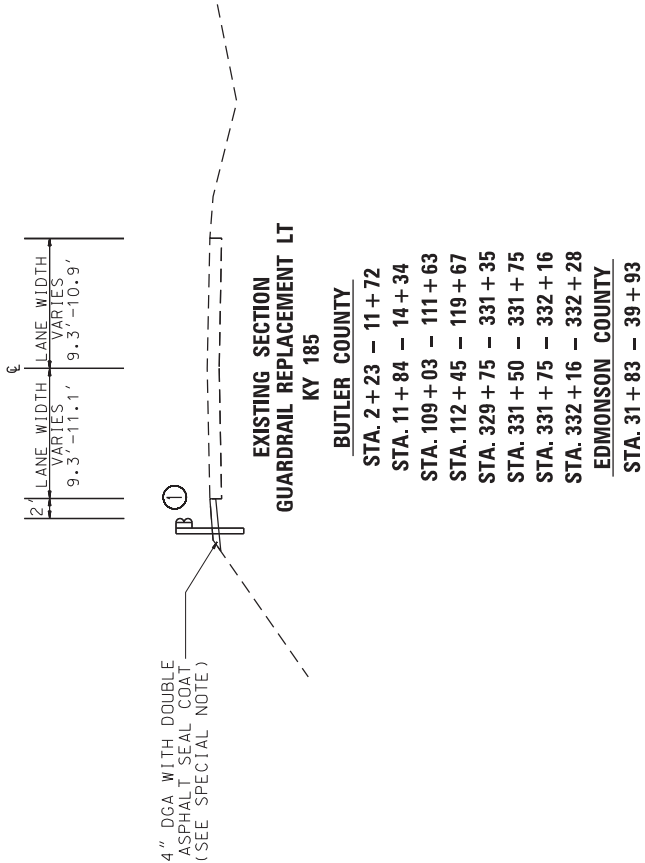 ℄
2' LANE WIDTH LANE WIDTH
VARIES VARIES
9.3'-11.1' 9.3'-10.9'
1
4" DGA WITH DOUBLE
ASPHALT SEAL COAT
(SEE SPECIAL NOTE)
EXISTING SECTION
GUARDRAIL REPLACEMENT LT
KY 185
BUTLER COUNTY
STA. 2+23 - 11+72
STA. 11+84 - 14+34
STA. 109+03 - 111+63
STA. 112+45 - 119+67
STA. 329+75 - 331+35
STA. 331+50 - 331+75
STA. 331+75 - 332+16
STA. 332+16 - 332+28
EDMONSON COUNTY
STA. 31+83 - 39+93